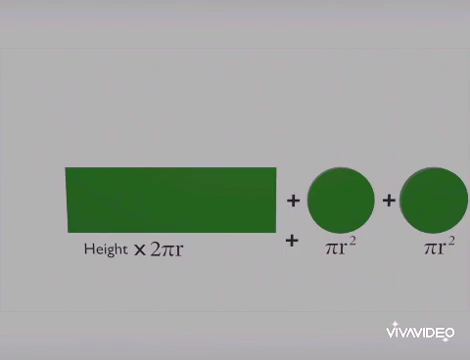 + +
Height x 2πr + πr² πr²
VIVAVIDEO